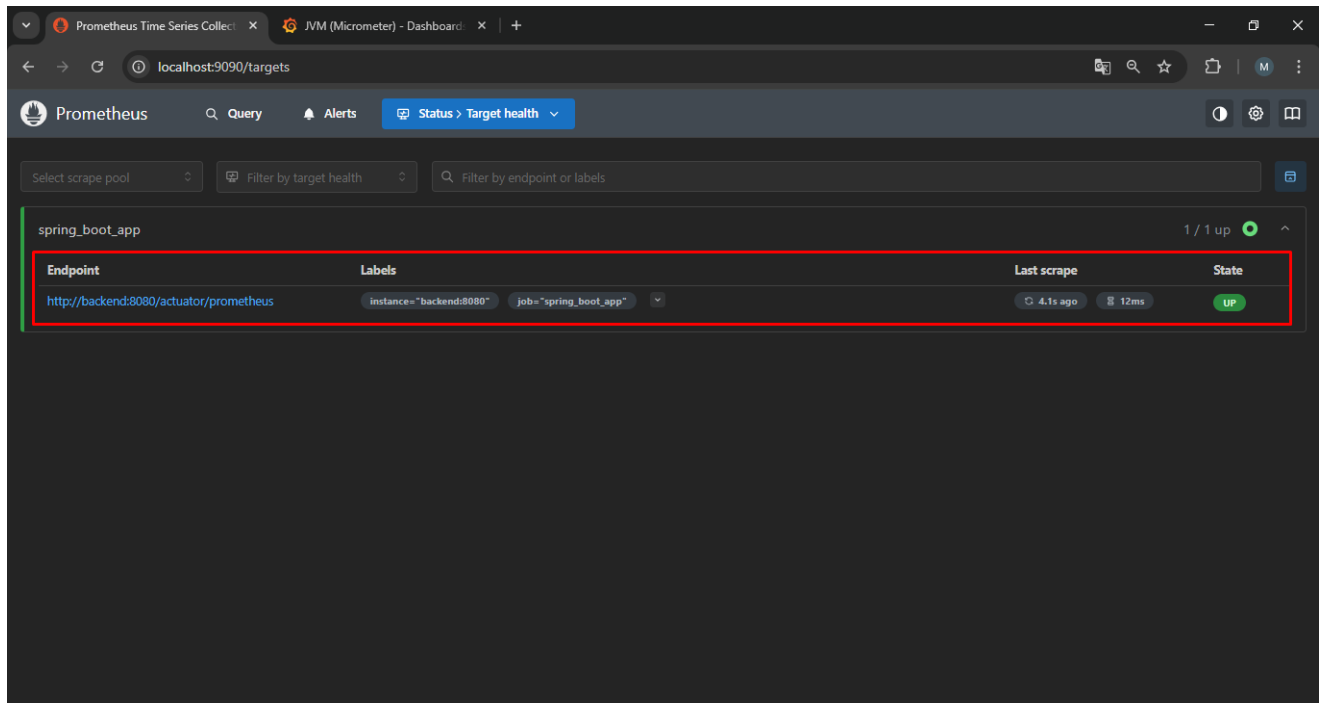 Prometheus Time Series Collect
JVM (Micrometer) - Dashboards
localhost:9090/targets
M
Prometheus
Query
Alerts
Status > Target health
Select scrape pool
Filter by target health
Filter by endpoint or labels
spring_boot_app
1 / 1 up
Endpoint Labels Last scrape State
http://backend:8080/actuator/prometheus instance="backend:8080" job="spring_boot_app" 4.1s ago 12ms UP